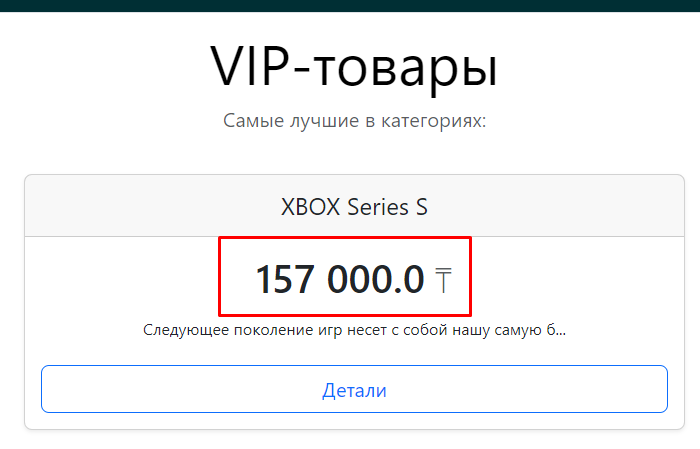 VIP-товары
Самые лучшие в категориях:
XBOX Series S
157 000.0 ₸
Следующее поколение игр несет с собой нашу самую б...
Детали